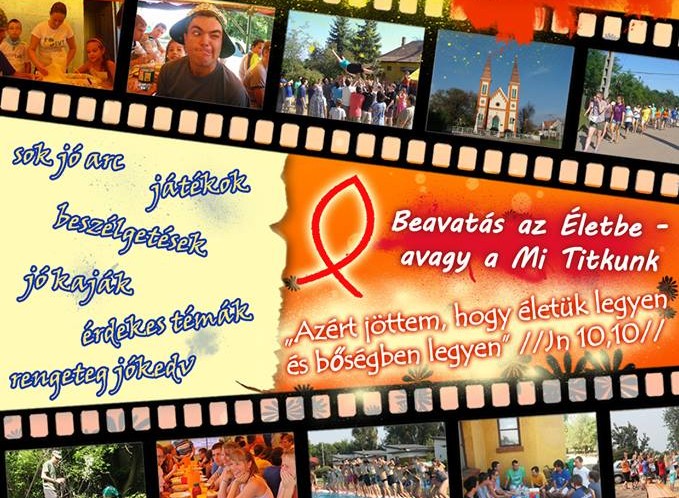 sok jó arc
játékok
beszélgetések
jó kaják
érdekes témák
rengeteg jókedv
Beavatás az Életbe -
avagy a Mi Titkunk
„Azért jöttem, hogy életük legyen
és bőségben legyen” //Jn 10,10//